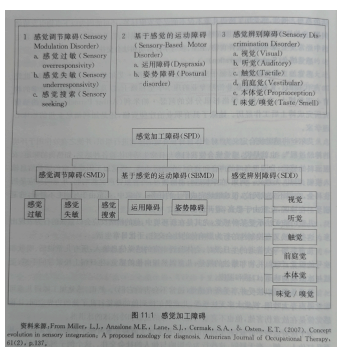 1 感觉调节障碍(Sensory
Modulation Disorder)
a. 感觉过敏(Sensory
overresponsivity)
b. 感觉失敏(Sensory
underresponsivity)
c. 感觉搜索(Sensory
seeking)
2 基于感觉的运动障碍
(Sensory-Based Motor
Disorder)
a. 运用障碍(Dyspraxia)
b. 姿势障碍(Postural
disorder)
3 感觉辨别障碍(Sensory Dis-
crimination Disorder)
a. 视觉(Visual)
b. 听觉(Auditory)
c. 触觉(Tactile)
d. 前庭觉(Vestibular)
e. 本体觉(Proprioception)
f. 味觉/嗅觉(Taste/Smell)
感觉加工障碍(SPD)
感觉调节障碍(SMD)
基于感觉的运动障碍(SBMD)
感觉辨别障碍(SDD)
感觉
过敏
感觉
失敏
感觉
搜索
运用障碍
姿势障碍
视觉
听觉
触觉
前庭觉
本体觉
味觉/嗅觉
图 11.1 感觉加工障碍
资料来源:From Miller, L.J., Anzalone M.E., Lane, S.J., Cermak, S.A., & Osten, E.T. (2007). Concept
evolution in sensory integration: A proposed nosology for diagnosis. American Journal of Occupational Therapy,
61(2), p.137.